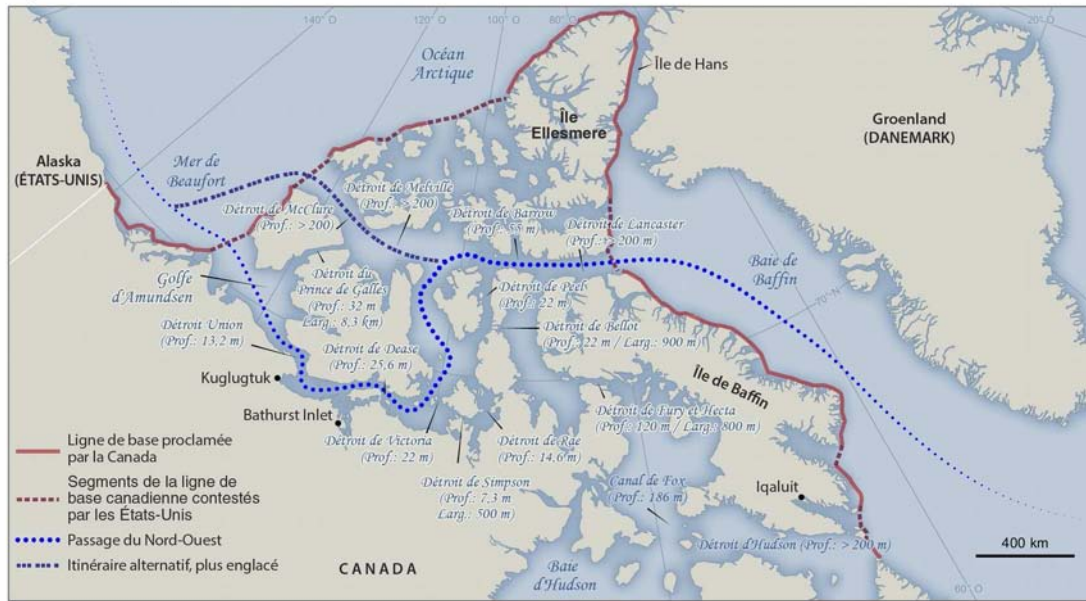 140° O
120° O
100° O
80° O
20° O
Océan
Arctique
Île de Hans
Île
Ellesmere
Groenland
(DANEMARK)
Alaska
(ÉTATS-UNIS)
Mer de
Beaufort
Détroit de Melville
(Prof.: > 200)
Détroit de McClure
(Prof.: > 200)
Détroit de Barrow
(Prof.: 55 m)
Détroit de Lancaster
(Prof.: > 200 m)
Baie de
Baffin
70° N
Golfe
d'Amundsen
Détroit du
Prince de Galles
(Prof.: 32 m
Larg.: 8,3 km)
Détroit de Peel
(Prof.: 22 m)
Détroit de Bellot
(Prof.: 22 m / Larg.: 900 m)
Détroit Union
(Prof.: 13,2 m)
Détroit de Dease
(Prof.: 25,6 m)
Kuglugtuk
Île de Baffin
Bathurst Inlet
Détroit de Fury et Hecta
(Prof.: 120 m / Larg.: 800 m)
Détroit de Victoria
(Prof.: 22 m)
Détroit de Rae
(Prof.: 14,6 m)
Détroit de Simpson
(Prof.: 7,3 m
Larg.: 500 m)
Canal de Fox
(Prof.: 186 m)
Iqaluit
Détroit d'Hudson (Prof.: > 200 m)
Baie
d'Hudson
CANADA
60° O
400 km
Ligne de base proclamée
par la Canada
Segments de la ligne de
base canadienne contestés
par les États-Unis
Passage du Nord-Ouest
Itinéraire alternatif, plus englacé